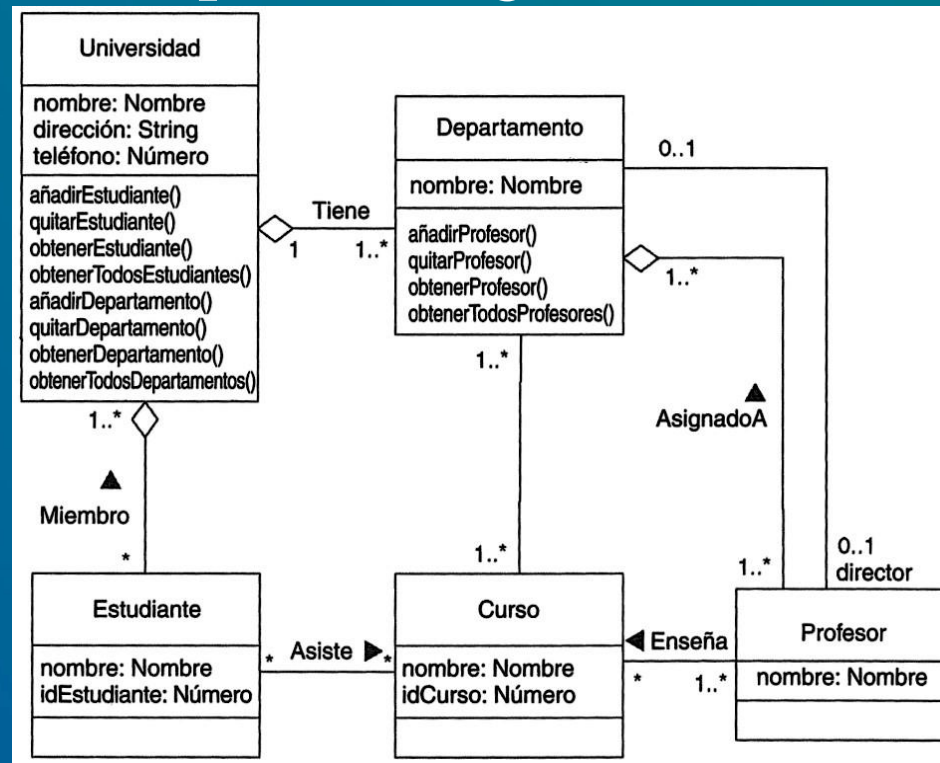 Universidad
nombre: Nombre
dirección: String
teléfono: Número
añadirEstudiante()
quitarEstudiante()
obtenerEstudiante()
obtenerTodosEstudiantes()
añadirDepartamento()
quitarDepartamento()
obtenerDepartamento()
obtenerTodosDepartamentos()
Tiene
1
1..*
Departamento
nombre: Nombre
añadirProfesor()
quitarProfesor()
obtenerProfesor()
obtenerTodosProfesores()
0..1
1..*
1..*
1..*
AsignadoA
Miembro
*
1..*
1..*
0..1
director
Estudiante
nombre: Nombre
idEstudiante: Número
* Asiste ▶ *
Curso
nombre: Nombre
idCurso: Número
◀ Enseña
* 1..*
Profesor
nombre: Nombre